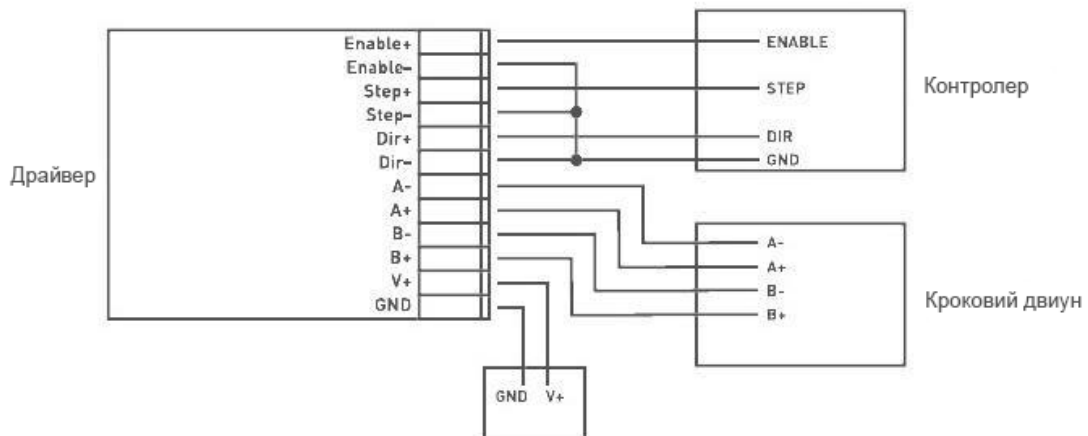 Драйвер
Enable+
Enable-
Step+
Step-
Dir+
Dir-
A-
A+
B-
B+
V+
GND
ENABLE
STEP
DIR
GND
Контролер
A-
A+
B-
B+
Кроковий двиун
GND V+